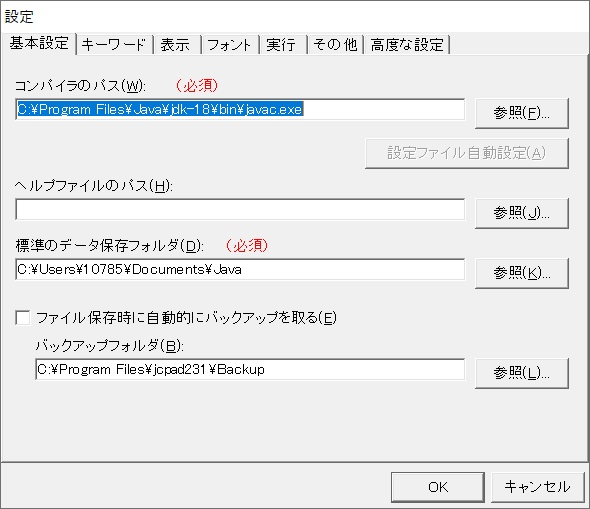 設定
基本設定 キーワード 表示 フォント 実行 その他 高度な設定
コンパイラのパス(W): (必須)
C:¥Program Files¥Java¥jdk-18¥bin¥javac.exe 参照(F)...
設定ファイル自動設定(A)
ヘルプファイルのパス(H):
参照(J)...
標準のデータ保存フォルダ(D): (必須)
C:¥Users¥10785¥Documents¥Java 参照(K)...
ファイル保存時に自動的にバックアップを取る(E)
バックアップフォルダ(B):
C:¥Program Files¥jcpad231¥Backup 参照(L)...
OK キャンセル